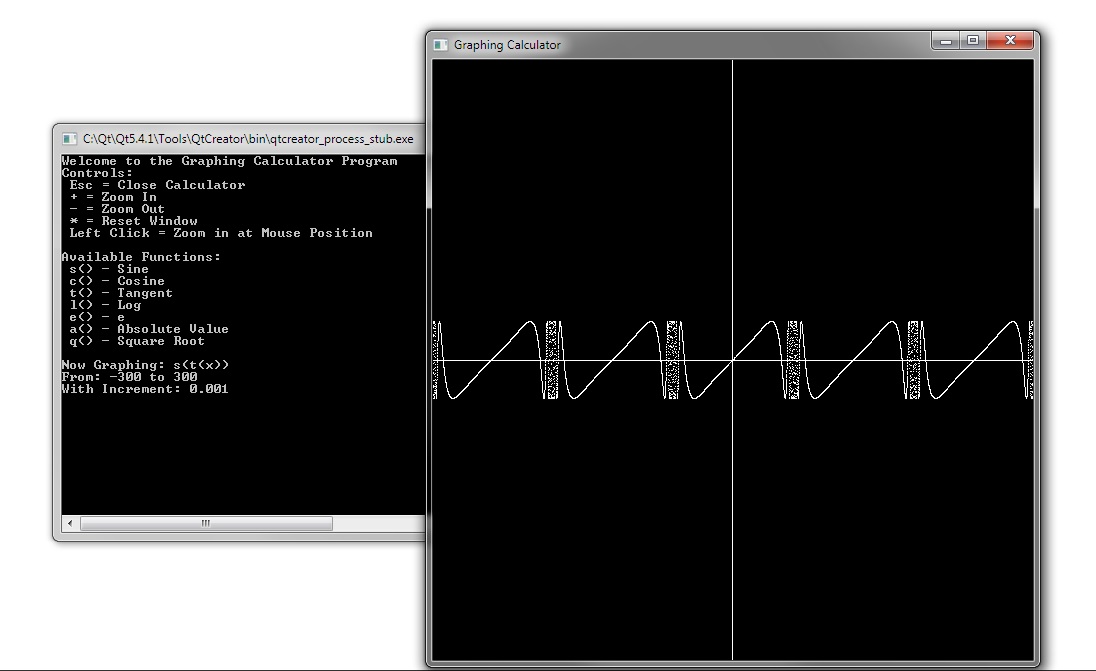 Graphing Calculator
C:\Qt\Qt5.4.1\Tools\QtCreator\bin\qtcreator_process_stub.exe
Welcome to the Graphing Calculator Program
Controls:
Esc = Close Calculator
+ = Zoom In
- = Zoom Out
* = Reset Window
Left Click = Zoom in at Mouse Position
Available Functions:
s() - Sine
c() - Cosine
t() - Tangent
l() - Log
e() - e
a() - Absolute Value
q() - Square Root
Now Graphing: s(t(x))
From: -300 to 300
With Increment: 0.001